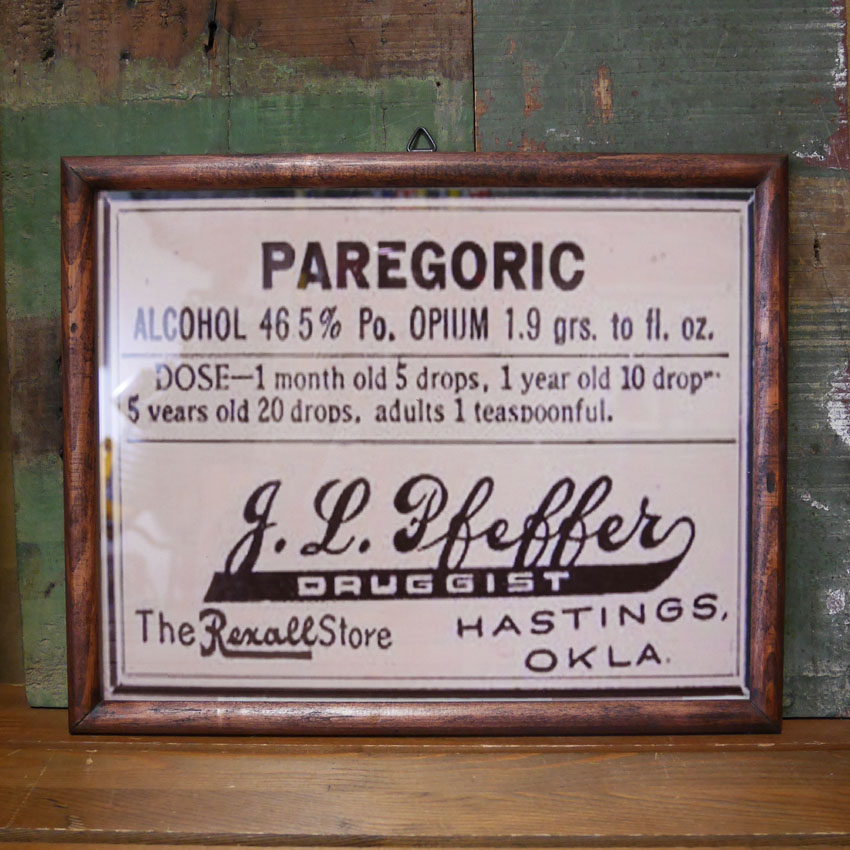 PAREGORIC
ALCOHOL 46 5% Po. OPIUM 1.9 grs. to fl. oz.
DOSE—1 month old 5 drops, 1 year old 10 drops
5 years old 20 drops, adults 1 teaspoonful.
J. L. Pfeffer
DRUGGIST
The Rexall Store
HASTINGS,
OKLA.